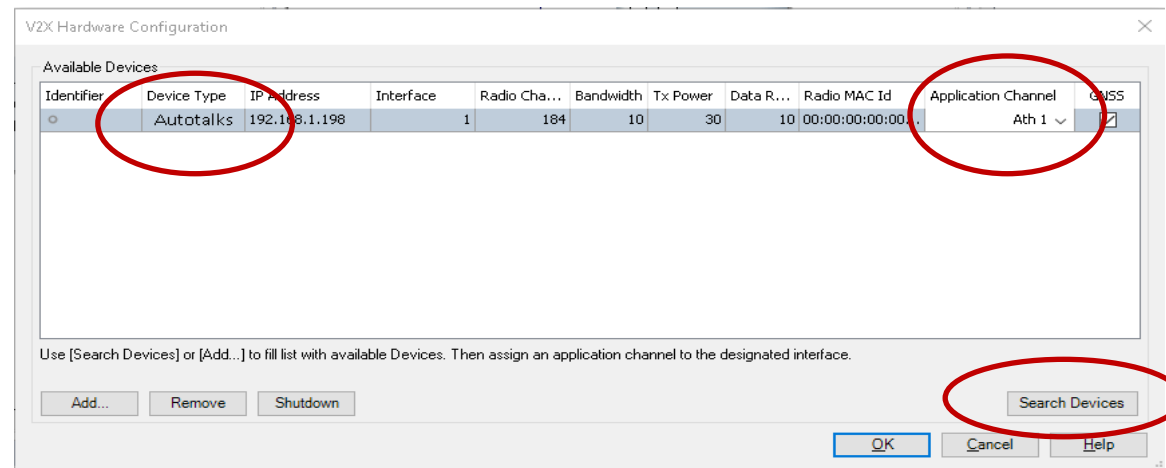 V2X Hardware Configuration
Available Devices
Identifier Device Type IP Address Interface Radio Cha... Bandwidth Tx Power Data R... Radio MAC Id Application Channel GNSS
Autotalks 192.168.1.198 1 184 10 30 10 00:00:00:00:00... Ath 1
Use [Search Devices] or [Add...] to fill list with available Devices. Then assign an application channel to the designated interface.
Add... Remove Shutdown Search Devices
OK Cancel Help